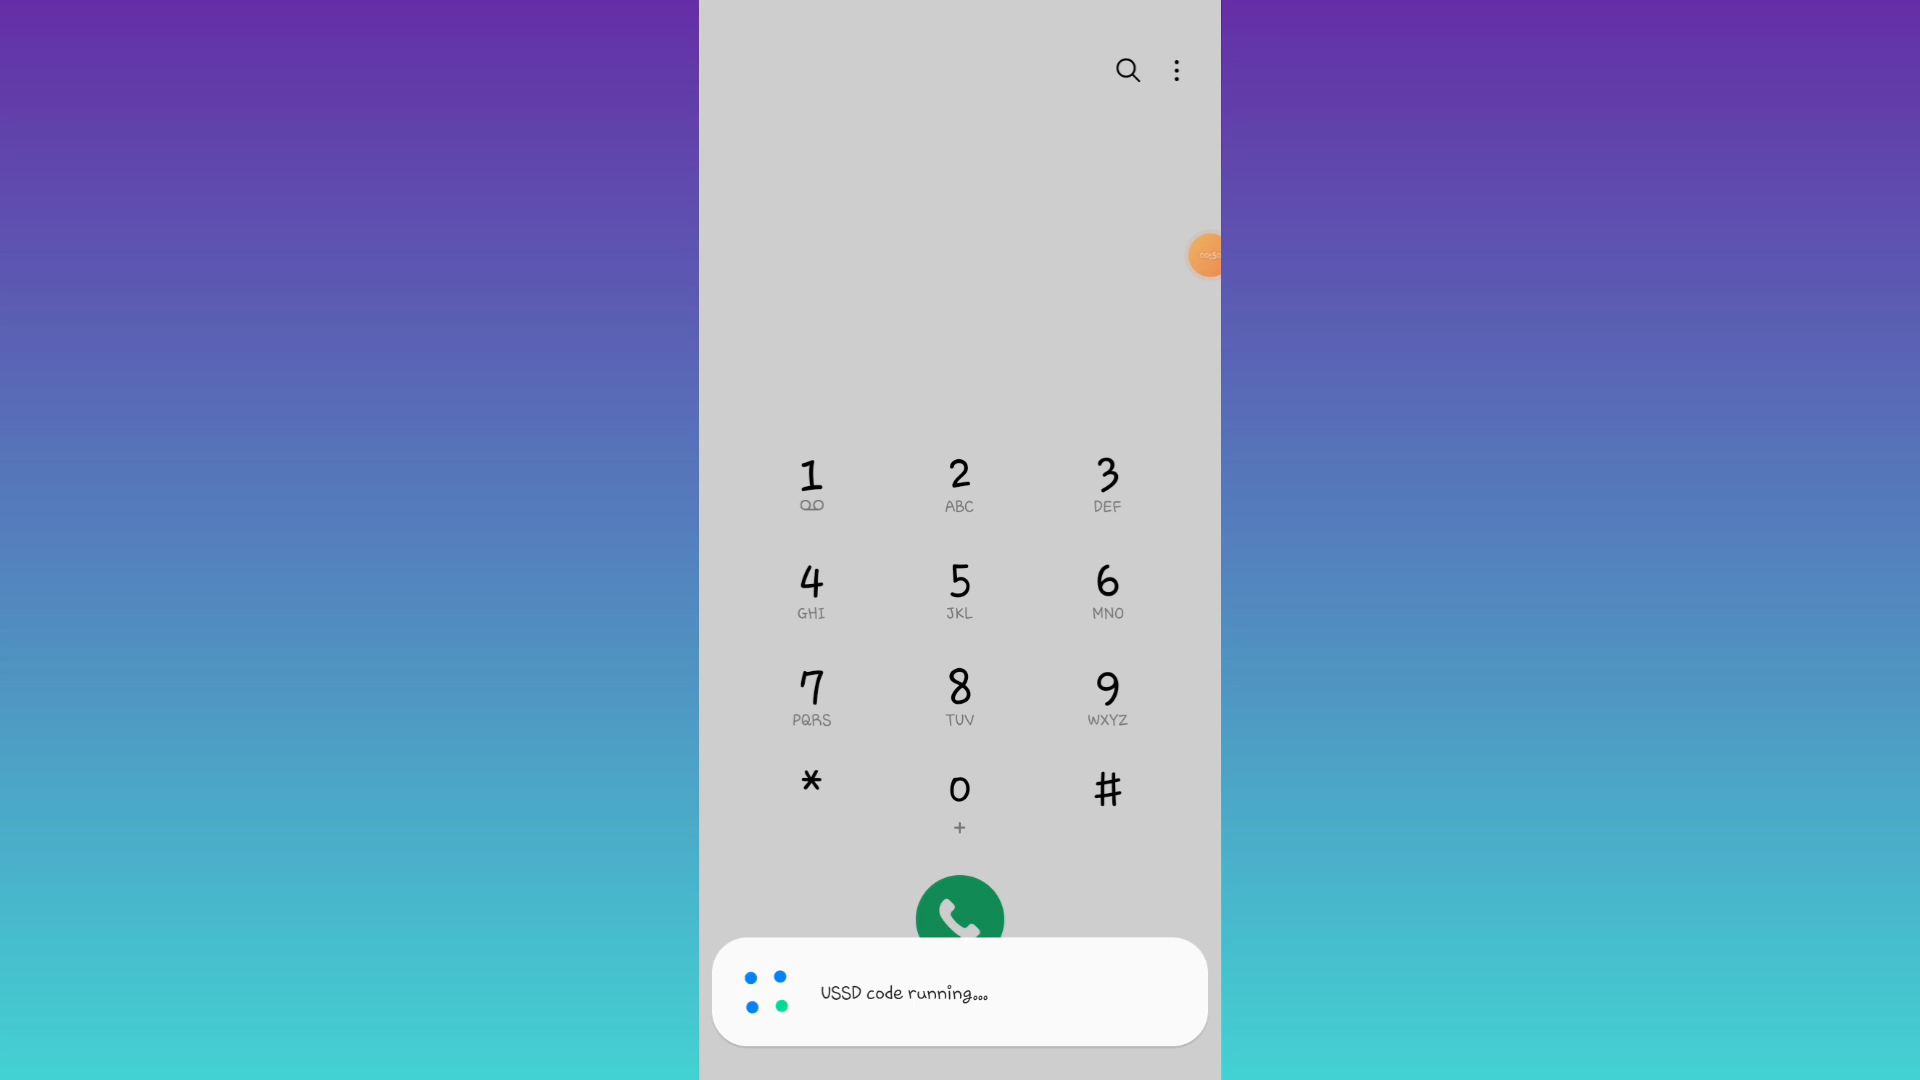 1 2 3
ABC DEF
4 5 6
GHI JKL MNO
7 8 9
PQRS TUV WXYZ
* 0 #
+
USSD code running...